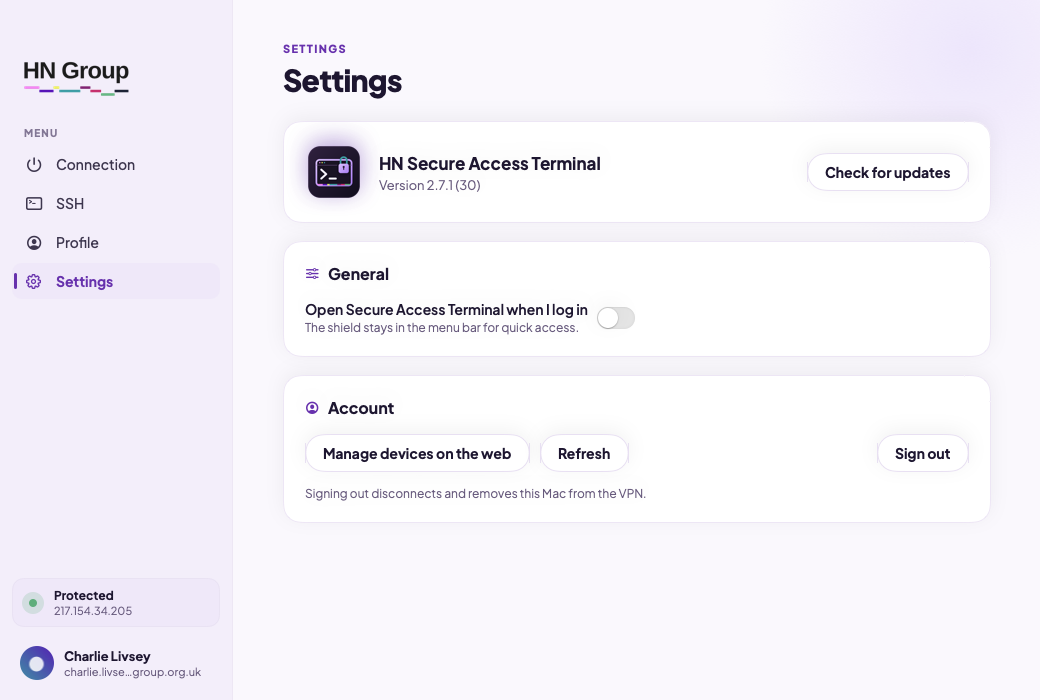 HN Group
MENU
Connection
SSH
Profile
Settings
Protected
217.154.34.205
Charlie Livsey
charlie.livse...group.org.uk
SETTINGS
Settings
HN Secure Access Terminal
Version 2.7.1 (30)
Check for updates
General
Open Secure Access Terminal when I log in
The shield stays in the menu bar for quick access.
Account
Manage devices on the web
Refresh
Sign out
Signing out disconnects and removes this Mac from the VPN.